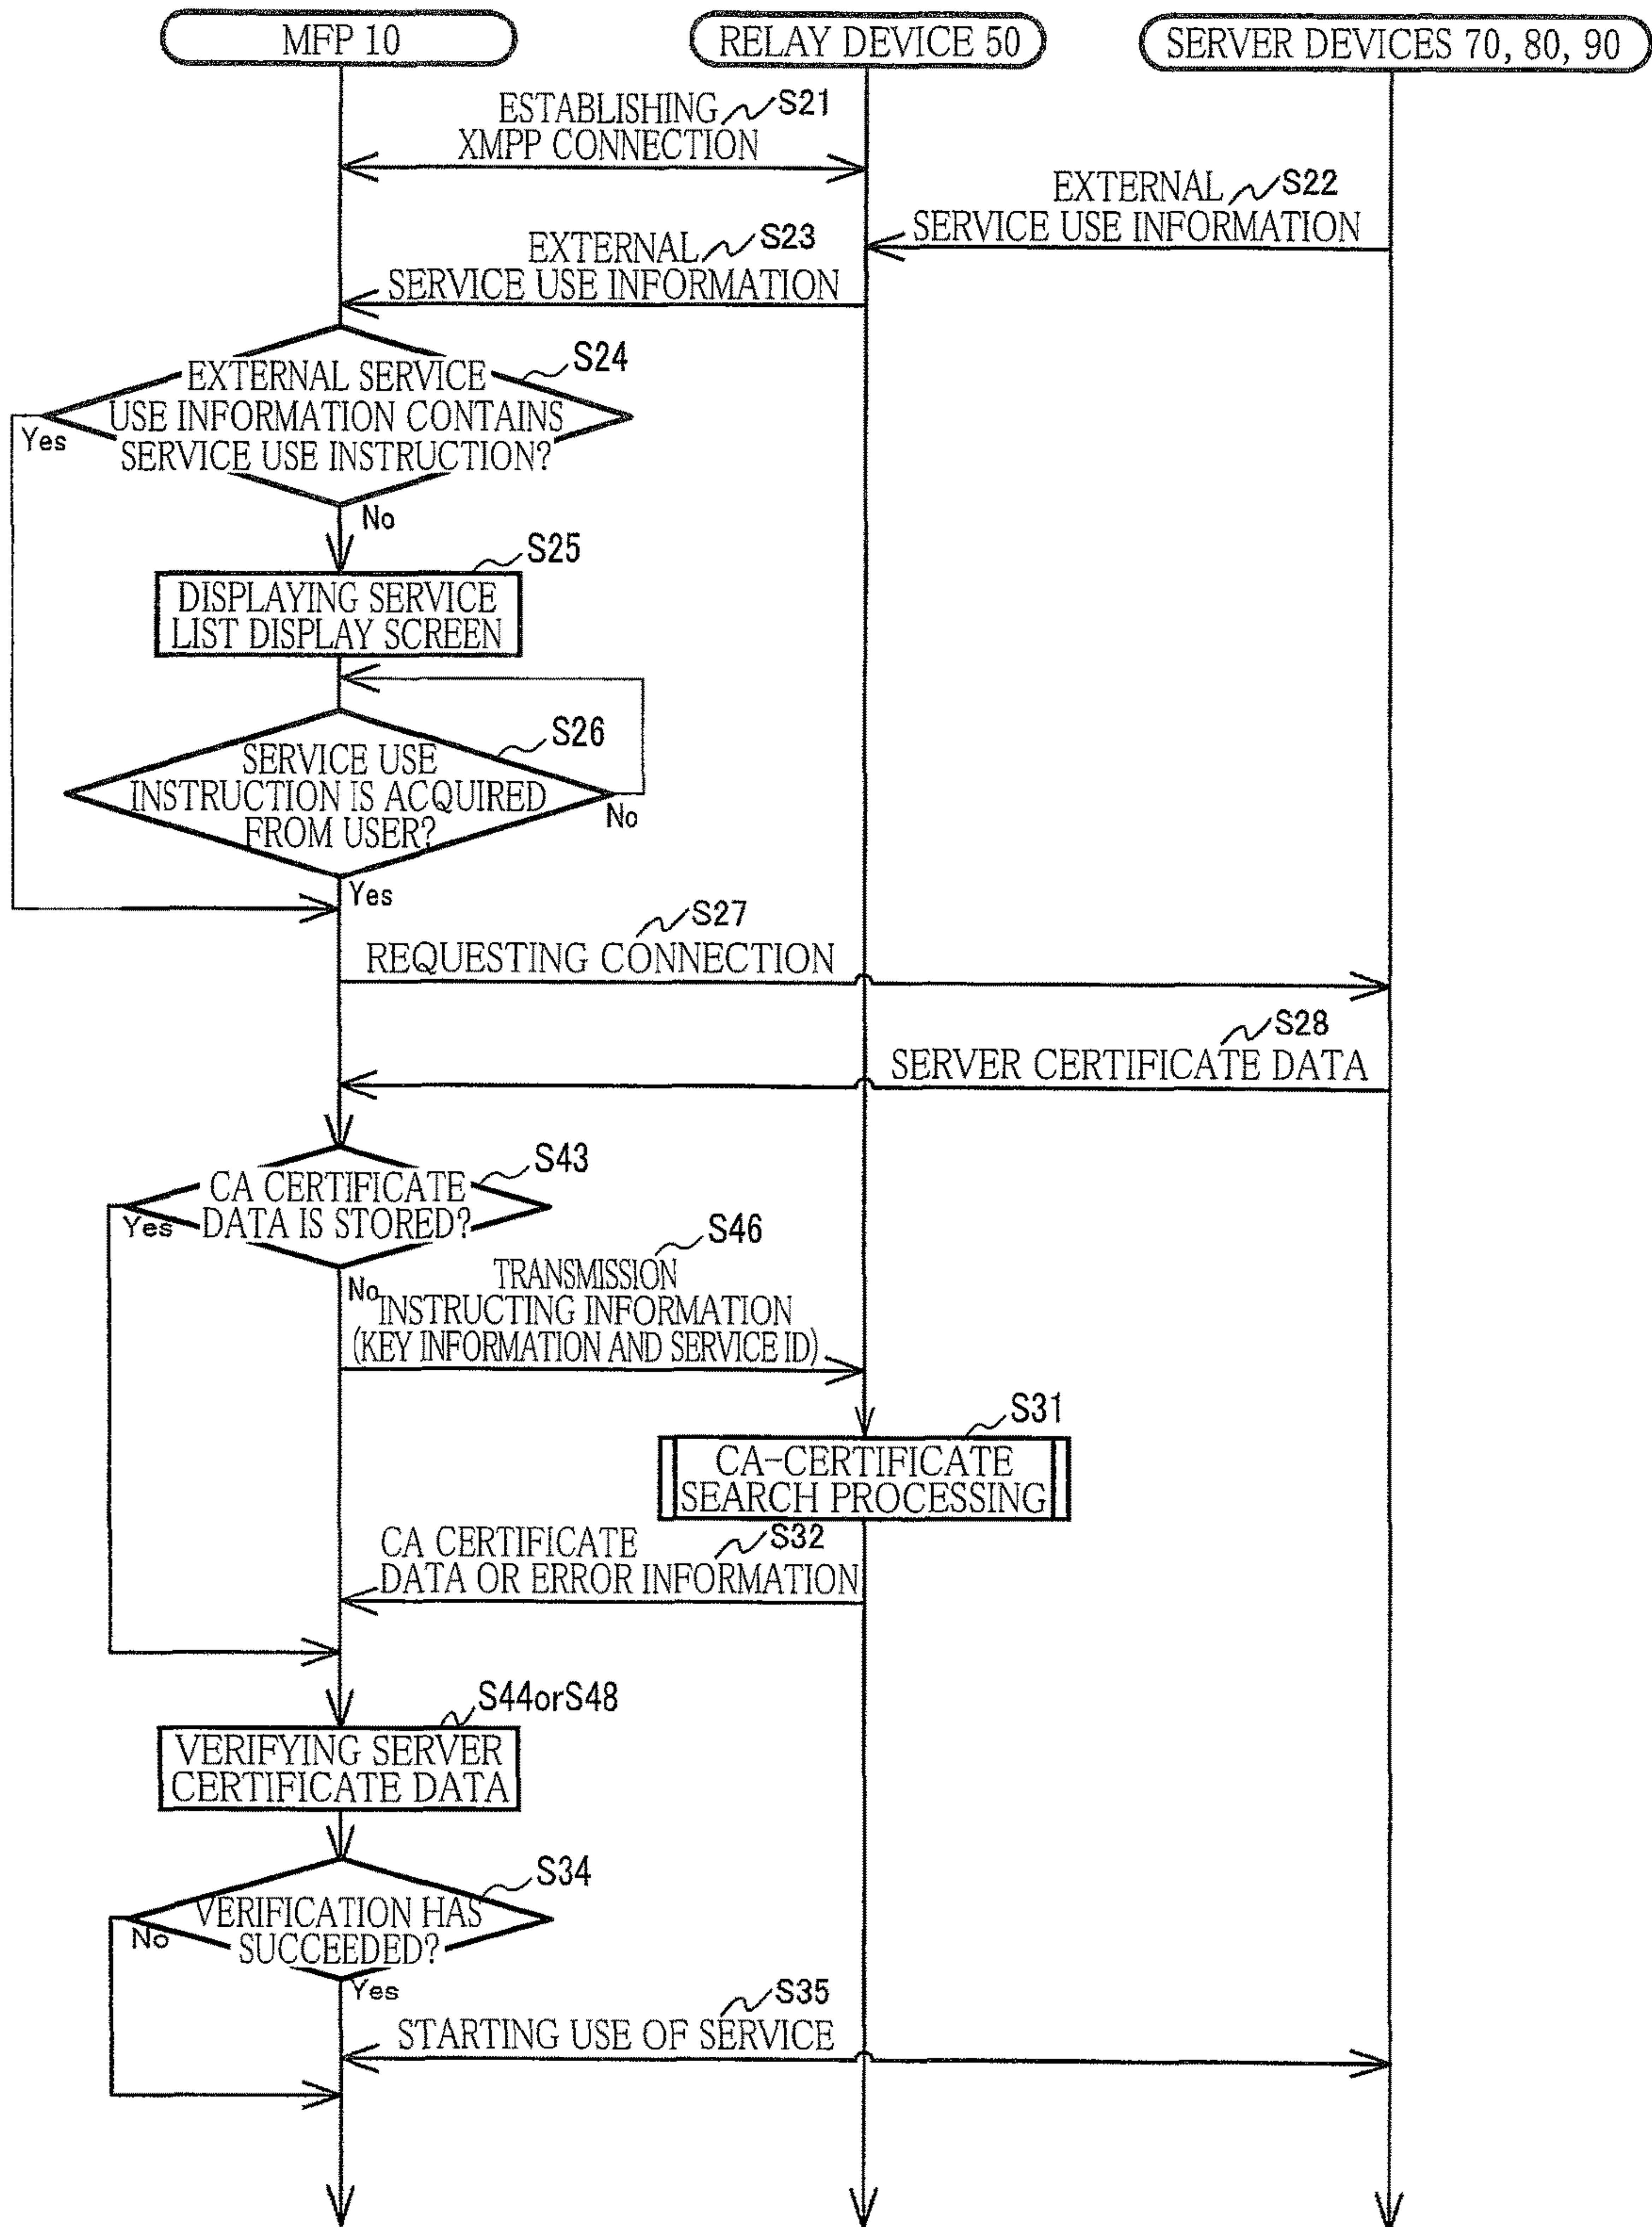 MFP 10
RELAY DEVICE 50
SERVER DEVICES 70, 80, 90
ESTABLISHING
XMPP CONNECTION
S21
EXTERNAL
SERVICE USE INFORMATION
S22
EXTERNAL
SERVICE USE INFORMATION
S23
EXTERNAL SERVICE
USE INFORMATION CONTAINS
SERVICE USE INSTRUCTION?
S24
Yes
No
S25
DISPLAYING SERVICE
LIST DISPLAY SCREEN
S26
SERVICE USE
INSTRUCTION IS ACQUIRED
FROM USER?
No
Yes
S27
REQUESTING CONNECTION
S28
SERVER CERTIFICATE DATA
S43
CA CERTIFICATE
DATA IS STORED?
Yes
No
S46
TRANSMISSION
INSTRUCTING INFORMATION
(KEY INFORMATION AND SERVICE ID)
S31
CA-CERTIFICATE
SEARCH PROCESSING
CA CERTIFICATE
DATA OR ERROR INFORMATION
S32
S44orS48
VERIFYING SERVER
CERTIFICATE DATA
S34
VERIFICATION HAS
SUCCEEDED?
No
Yes
S35
STARTING USE OF SERVICE